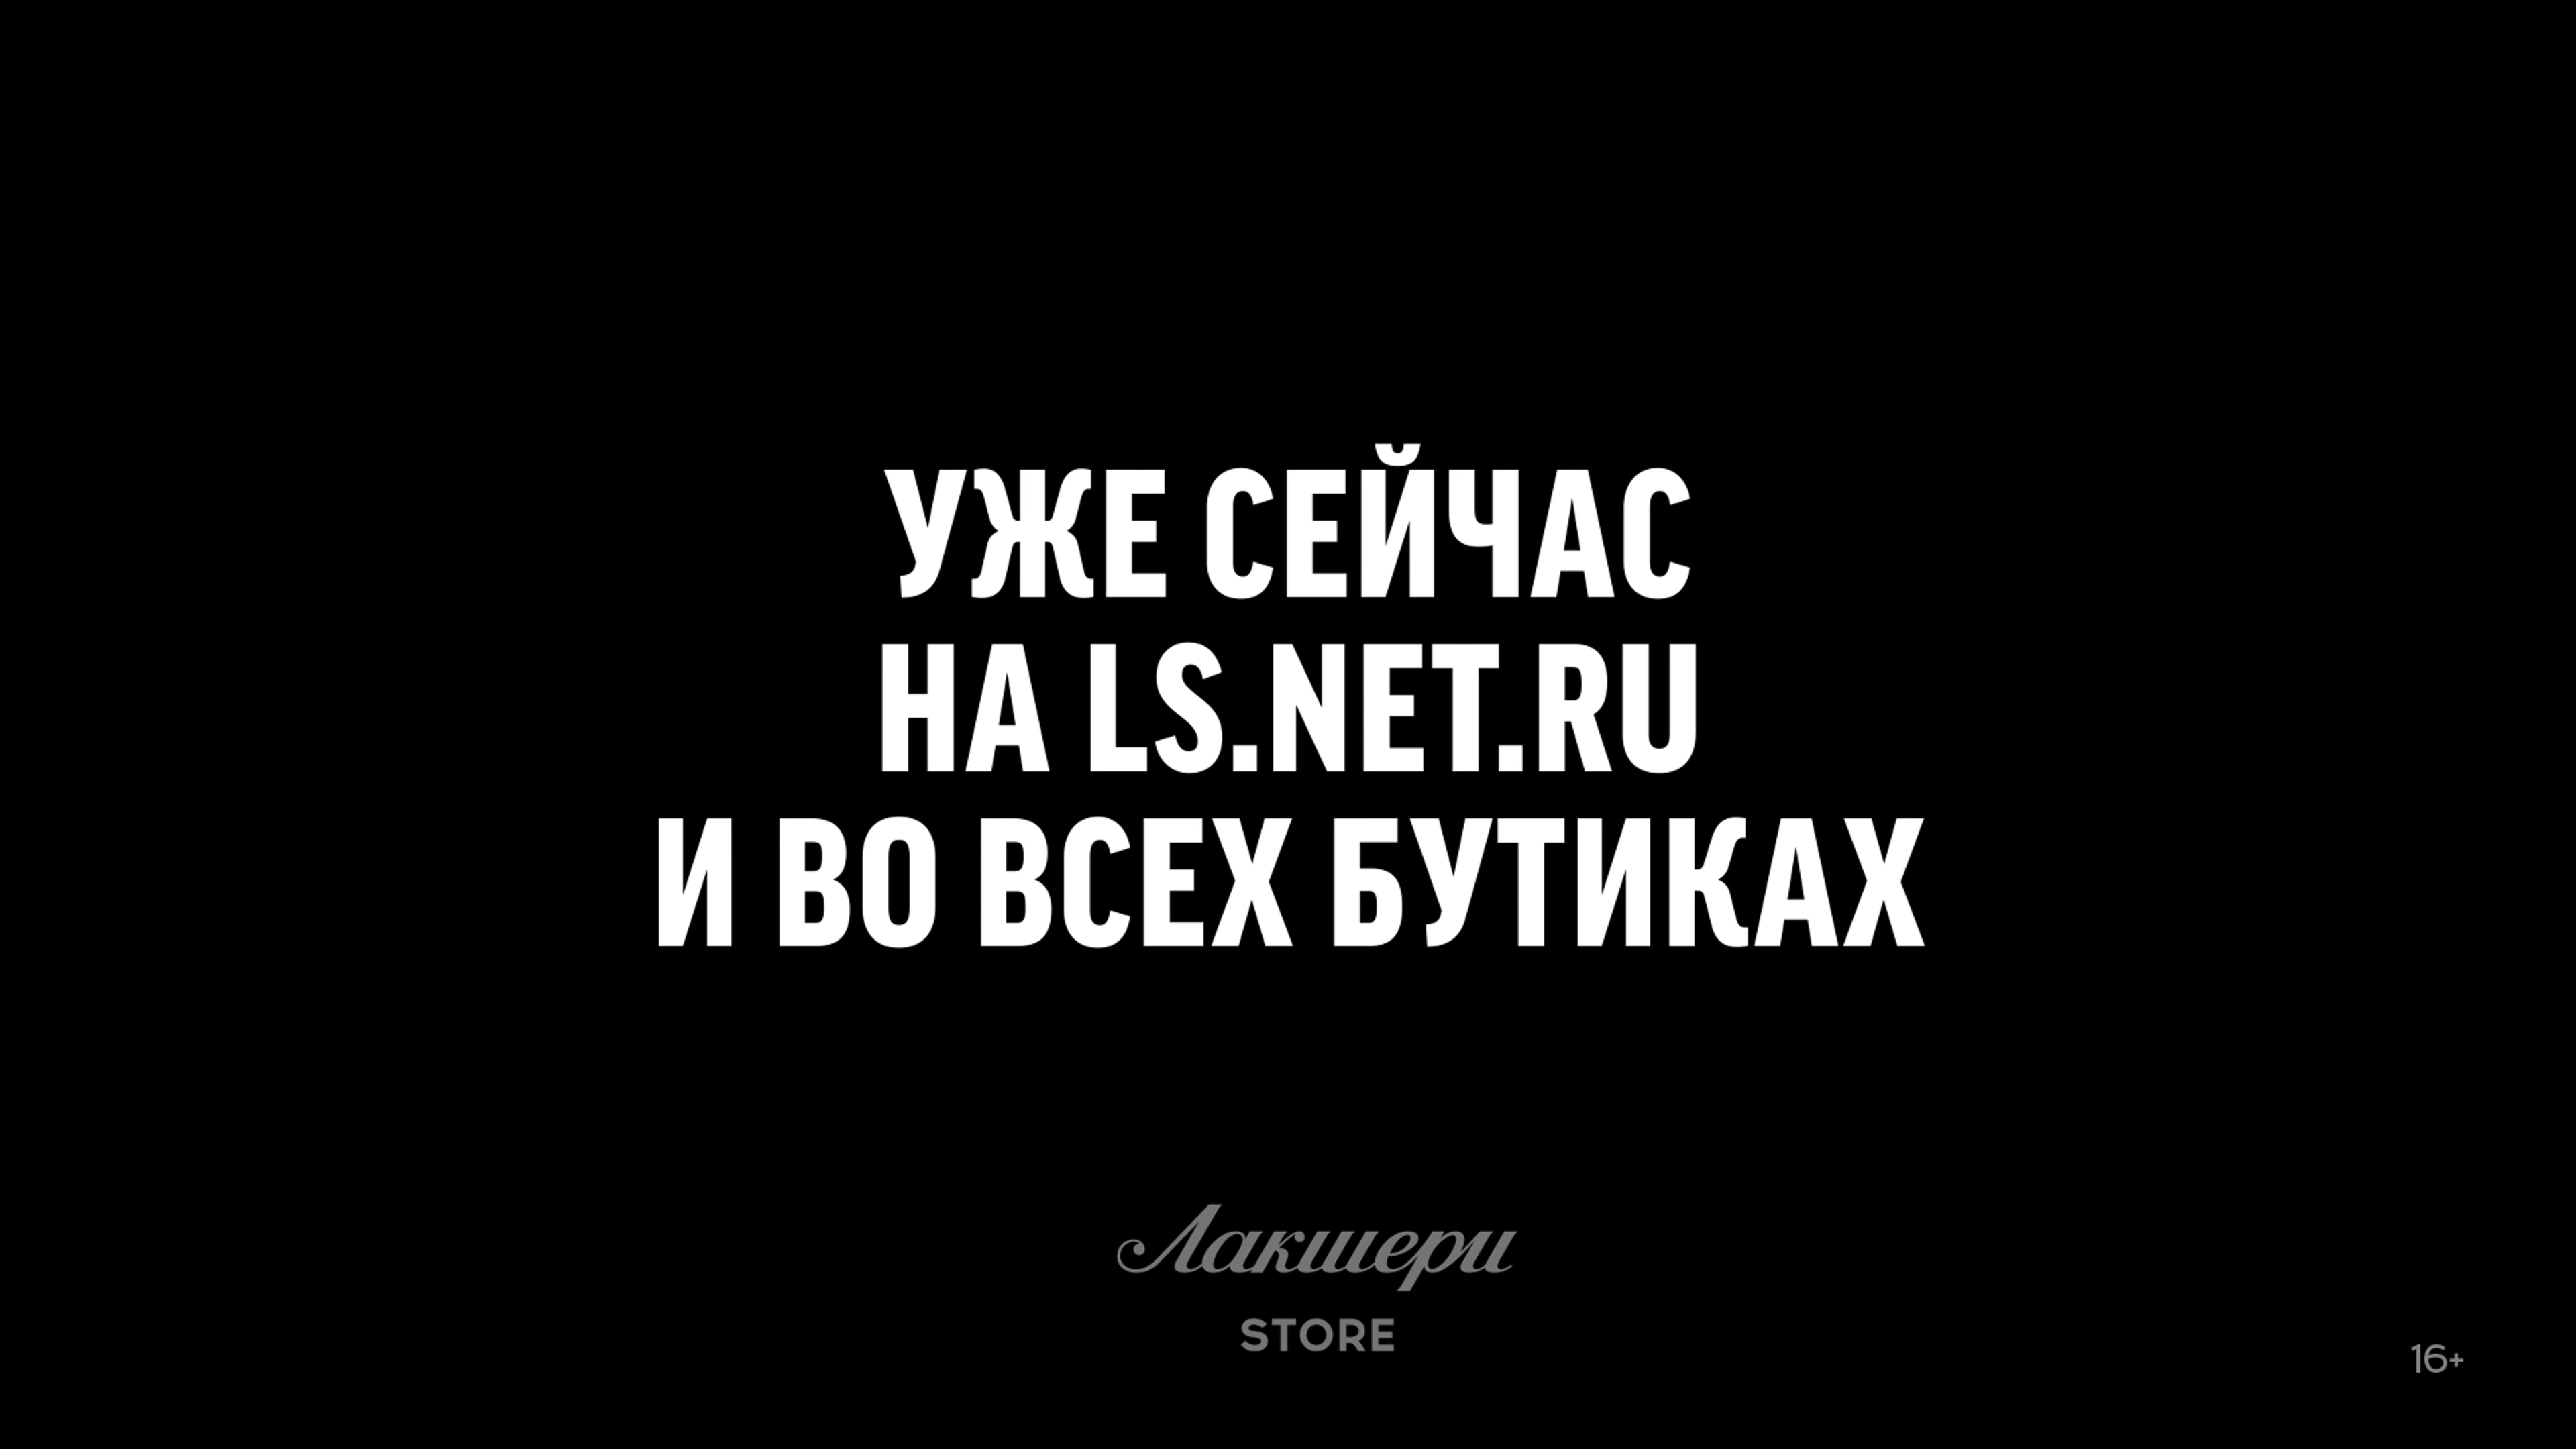 УЖЕ СЕЙЧАС
НА LS.NET.RU
И ВО ВСЕХ БУТИКАХ
Лакшери
STORE
16+